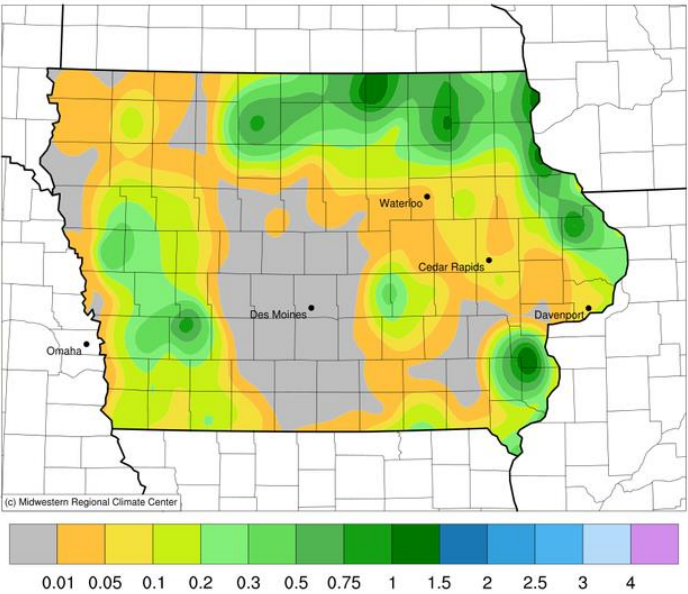 Waterloo
Cedar Rapids
Des Moines
Davenport
Omaha
(c) Midwestern Regional Climate Center
0.01 0.05 0.1 0.2 0.3 0.5 0.75 1 1.5 2 2.5 3 4